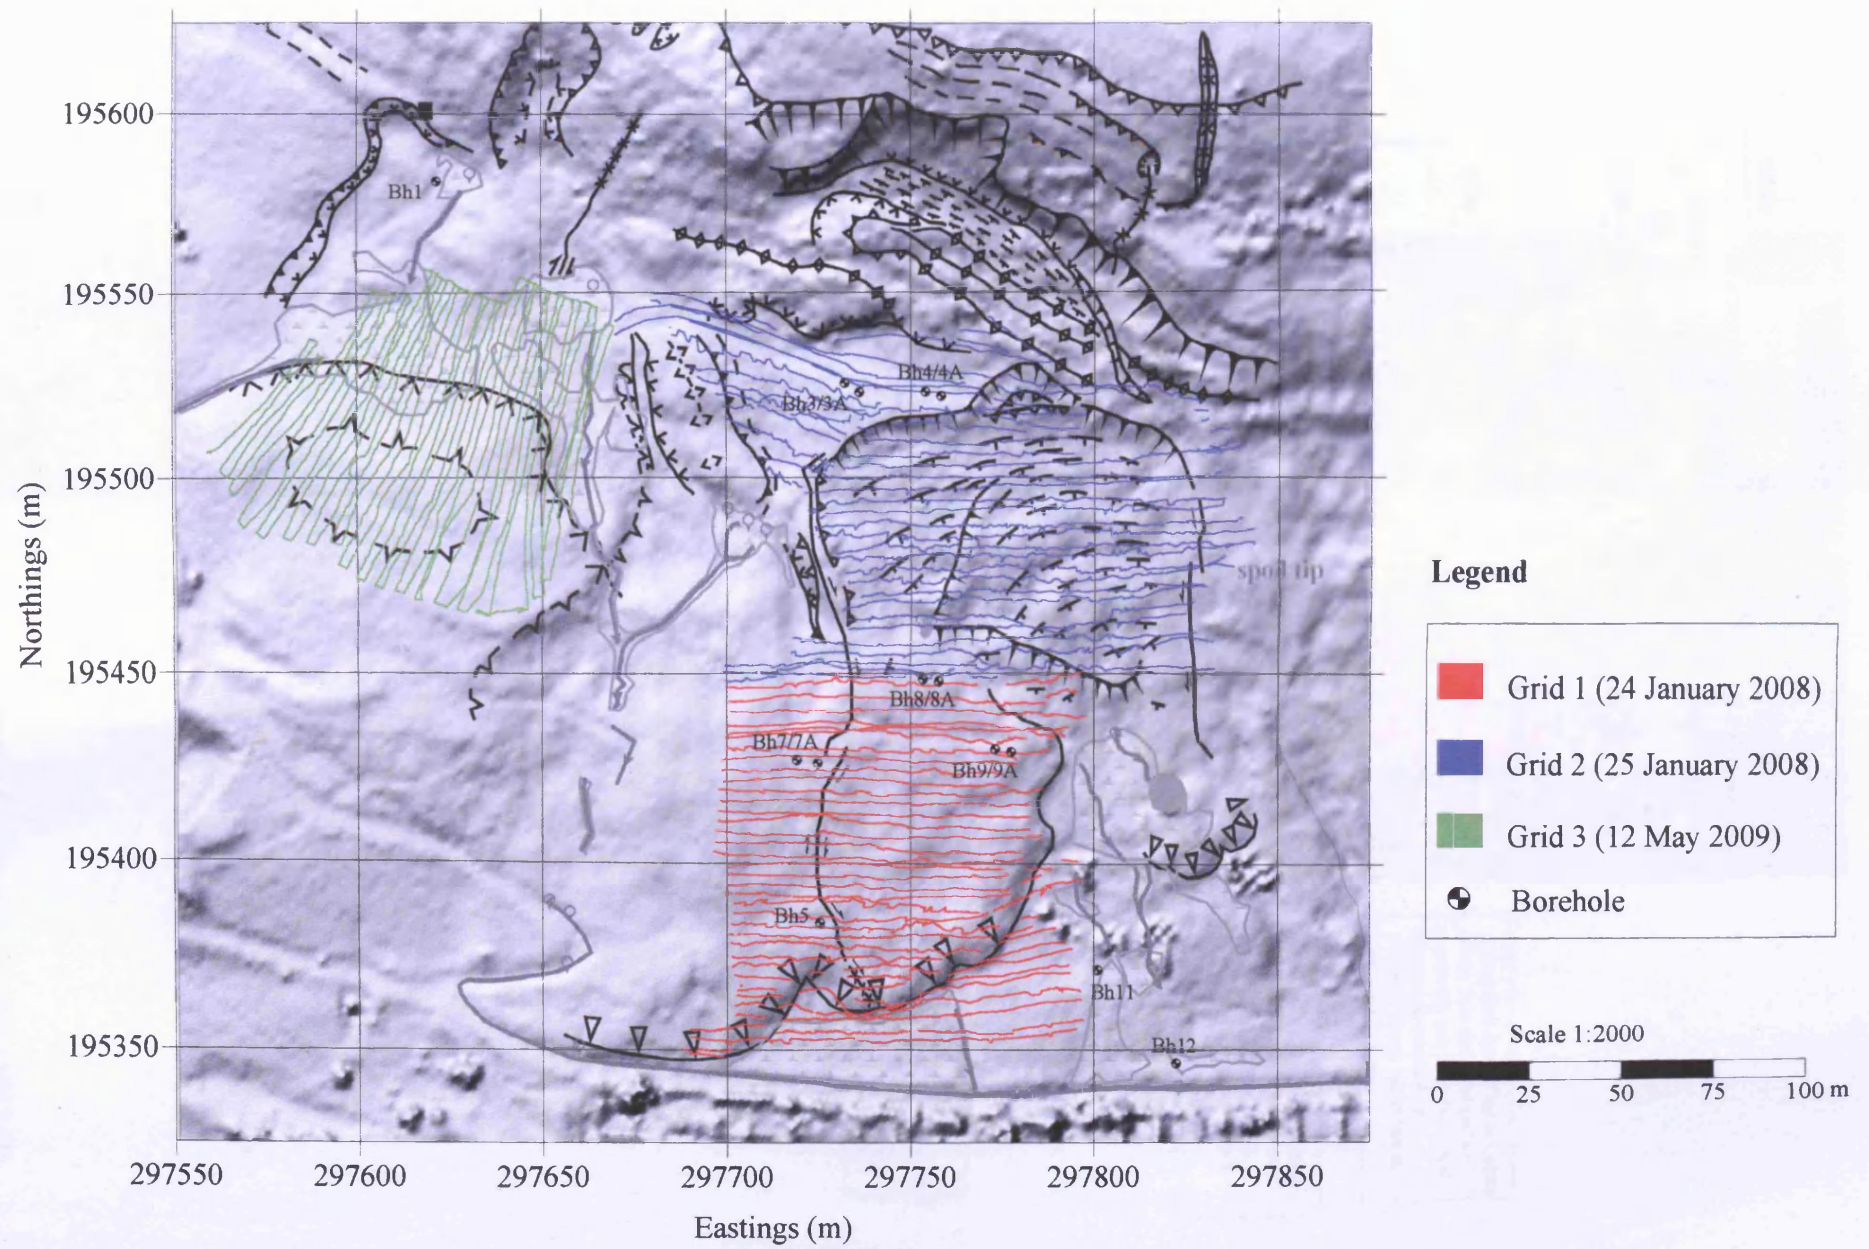 195600
195550
195500
195450
195400
195350
Northings (m)
297550
297600
297650
297700
297750
297800
297850
Eastings (m)
Bh1
Bh4/4A
Bh3/3A
spoil tip
Bh8/8A
Bh7/7A
Bh9/9A
Bh5
Bh11
Bh12
Legend
Grid 1 (24 January 2008)
Grid 2 (25 January 2008)
Grid 3 (12 May 2009)
Borehole
Scale 1:2000
0 25 50 75 100 m